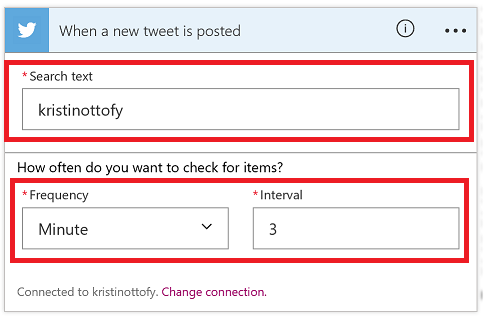 When a new tweet is posted
* Search text
kristinottofy
How often do you want to check for items?
* Frequency * Interval
Minute 3
Connected to kristinottofy. Change connection.